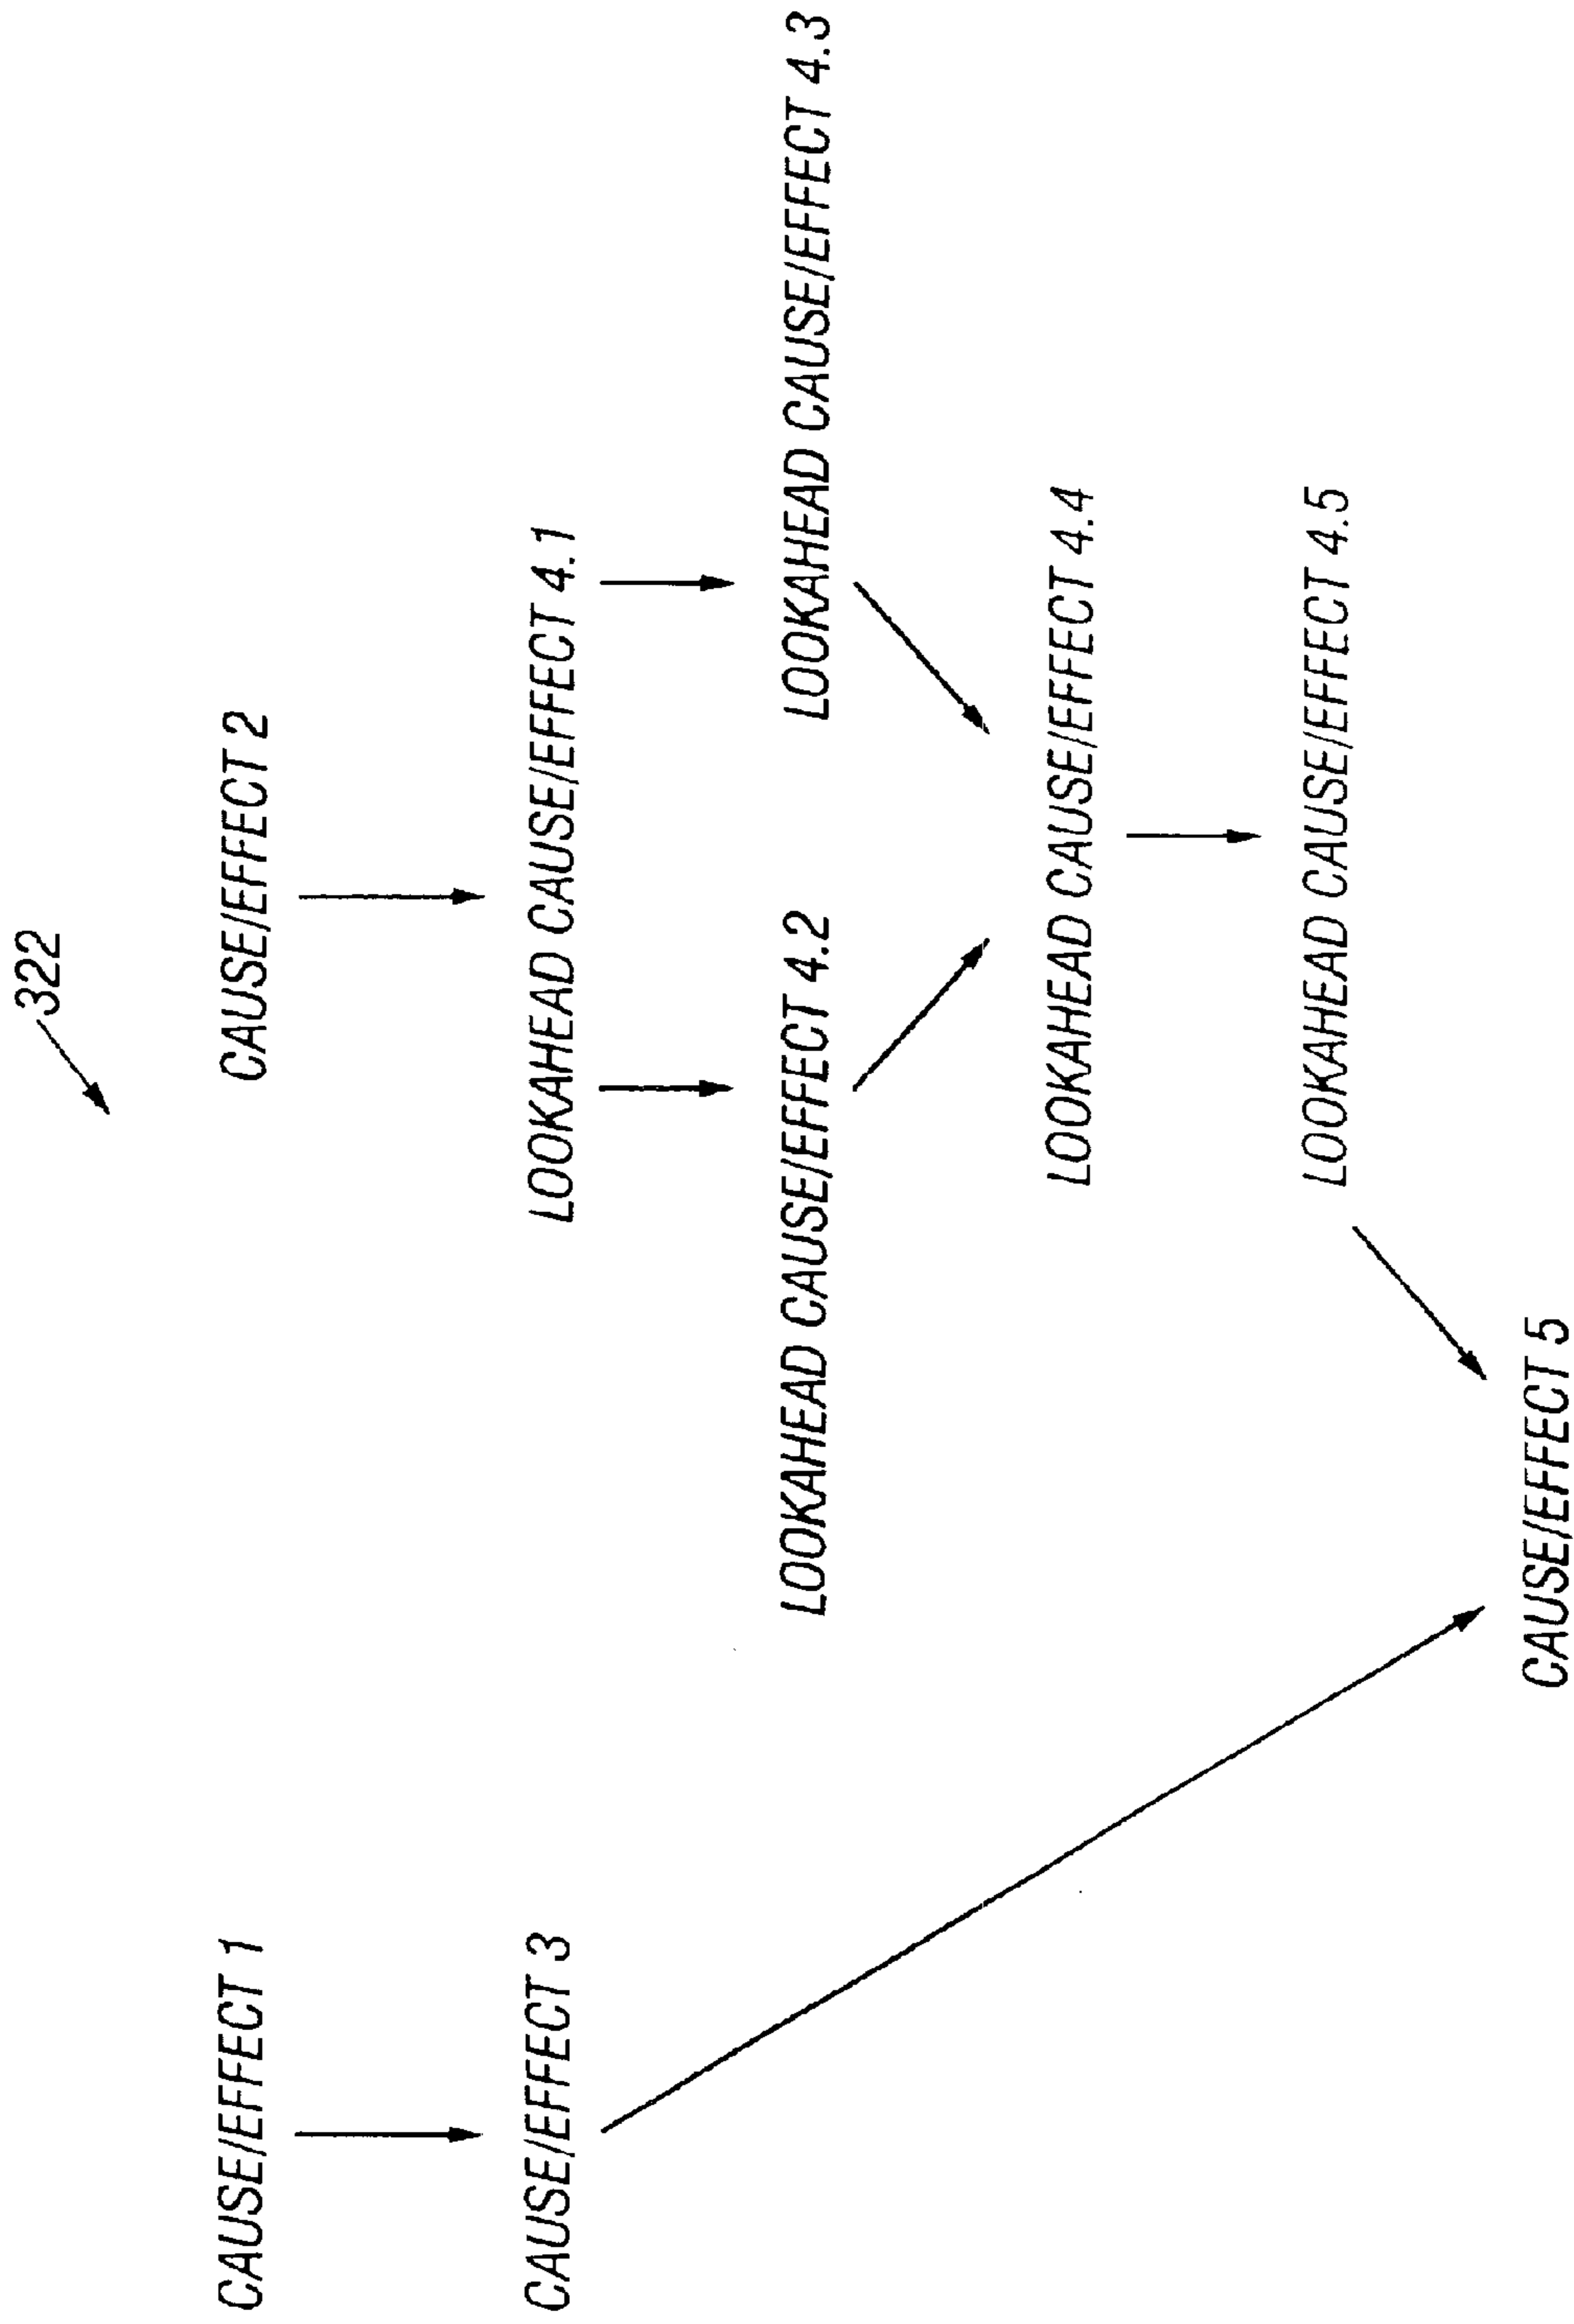 322
CAUSE/EFFECT 1
CAUSE/EFFECT 2
CAUSE/EFFECT 3
LOOKAHEAD CAUSE/EFFECT 4.1
LOOKAHEAD CAUSE/EFFECT 4.2
LOOKAHEAD CAUSE/EFFECT 4.3
LOOKAHEAD CAUSE/EFFECT 4.4
LOOKAHEAD CAUSE/EFFECT 4.5
CAUSE/EFFECT 5